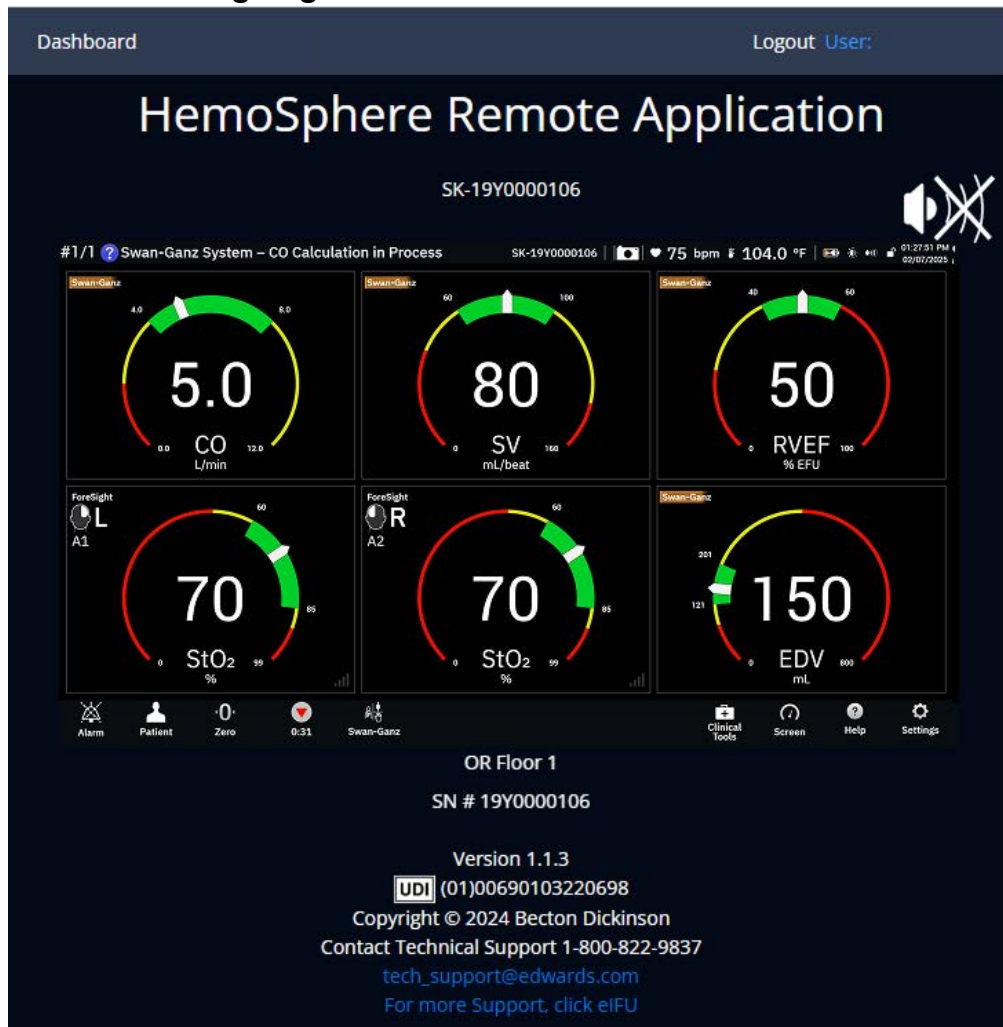 Dashboard
Logout User:
HemoSphere Remote Application
SK-19Y0000106
#1/1 ? Swan-Ganz System – CO Calculation in Process SK-19Y0000106 75 bpm 104.0 °F 01:27:51 PM
02/07/2025
Swan-Ganz
4.0 8.0
5.0
0.0 CO 12.0
L/min
Swan-Ganz
60 100
80
0 SV 160
mL/beat
Swan-Ganz
40 60
50
0 RVEF 100
% EFU
ForeSight
L
A1
60
70
85
0 StO₂ 99
%
ForeSight
R
A2
60
70
85
0 StO₂ 99
%
Swan-Ganz
201
121
150
0 EDV 800
mL
Alarm
Patient
·0·
Zero
0:31
Swan-Ganz
Clinical
Tools
Screen
?
Help
Settings
OR Floor 1
SN # 19Y0000106
Version 1.1.3
UDI (01)00690103220698
Copyright © 2024 Becton Dickinson
Contact Technical Support 1-800-822-9837
tech_support@edwards.com
For more Support, click eIFU